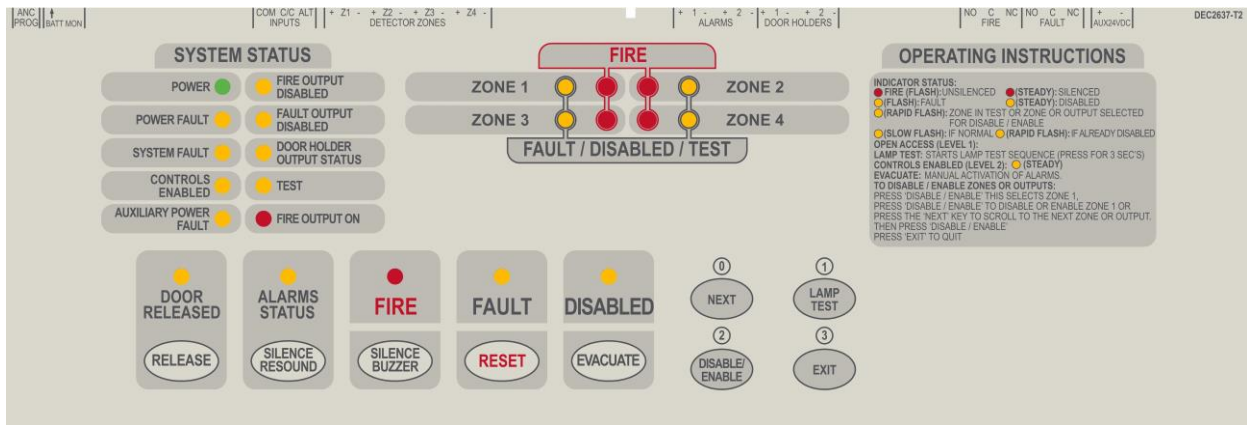 ANC
PROG
BATT MON
COM C/C ALT
INPUTS
+ Z1 - + Z2 - + Z3 - + Z4 -
DETECTOR ZONES
+ 1 - + 2 -
ALARMS
+ 1 - + 2 -
DOOR HOLDERS
NO C NC
FIRE
NO C NC
FAULT
+ -
AUX24VDC
DEC2637-T2
SYSTEM STATUS
POWER
FIRE OUTPUT
DISABLED
POWER FAULT
FAULT OUTPUT
DISABLED
SYSTEM FAULT
DOOR HOLDER
OUTPUT STATUS
CONTROLS
ENABLED
TEST
AUXILIARY POWER
FAULT
FIRE OUTPUT ON
FIRE
ZONE 1
ZONE 2
ZONE 3
ZONE 4
FAULT / DISABLED / TEST
OPERATING INSTRUCTIONS
INDICATOR STATUS:
FIRE (FLASH): UNSILENCED (STEADY): SILENCED
(FLASH): FAULT (STEADY): DISABLED
(RAPID FLASH): ZONE IN TEST OR ZONE OR OUTPUT SELECTED
FOR DISABLE / ENABLE
(SLOW FLASH): IF NORMAL (RAPID FLASH): IF ALREADY DISABLED
OPEN ACCESS (LEVEL 1):
LAMP TEST: STARTS LAMP TEST SEQUENCE (PRESS FOR 3 SEC'S)
CONTROLS ENABLED (LEVEL 2): (STEADY)
EVACUATE: MANUAL ACTIVATION OF ALARMS.
TO DISABLE / ENABLE ZONES OR OUTPUTS:
PRESS 'DISABLE / ENABLE' THIS SELECTS ZONE 1,
PRESS 'DISABLE / ENABLE' TO DISABLE OR ENABLE ZONE 1 OR
PRESS THE 'NEXT' KEY TO SCROLL TO THE NEXT ZONE OR OUTPUT.
THEN PRESS 'DISABLE / ENABLE'
PRESS 'EXIT' TO QUIT
DOOR
RELEASED
RELEASE
ALARMS
STATUS
SILENCE
RESOUND
FIRE
SILENCE
BUZZER
FAULT
RESET
DISABLED
EVACUATE
0
NEXT
1
LAMP
TEST
2
DISABLE/
ENABLE
3
EXIT